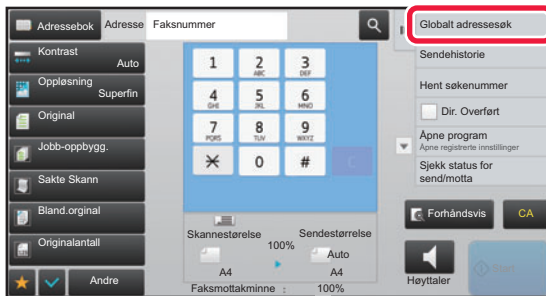 Adressebok
Adresse
Faksnummer
Kontrast
Auto
Oppløsning
Superfin
Original
Jobb-oppbygg.
Sakte Skann
Bland.orginal
Originalantall
Andre
1
2
ABC
3
DEF
4
GHI
5
JKL
6
MNO
7
PQRS
8
TUV
9
WXYZ
0
#
C
Skannestørelse
100%
Sendestørrelse
Auto
A4
A4
Faksmottakminne : 100%
Globalt adressesøk
Sendehistorie
Hent søkenummer
Dir. Overført
Åpne program
Åpne registrerte innstillinger
Sjekk status for
send/motta
Forhåndsvis
CA
Høyttaler
Start